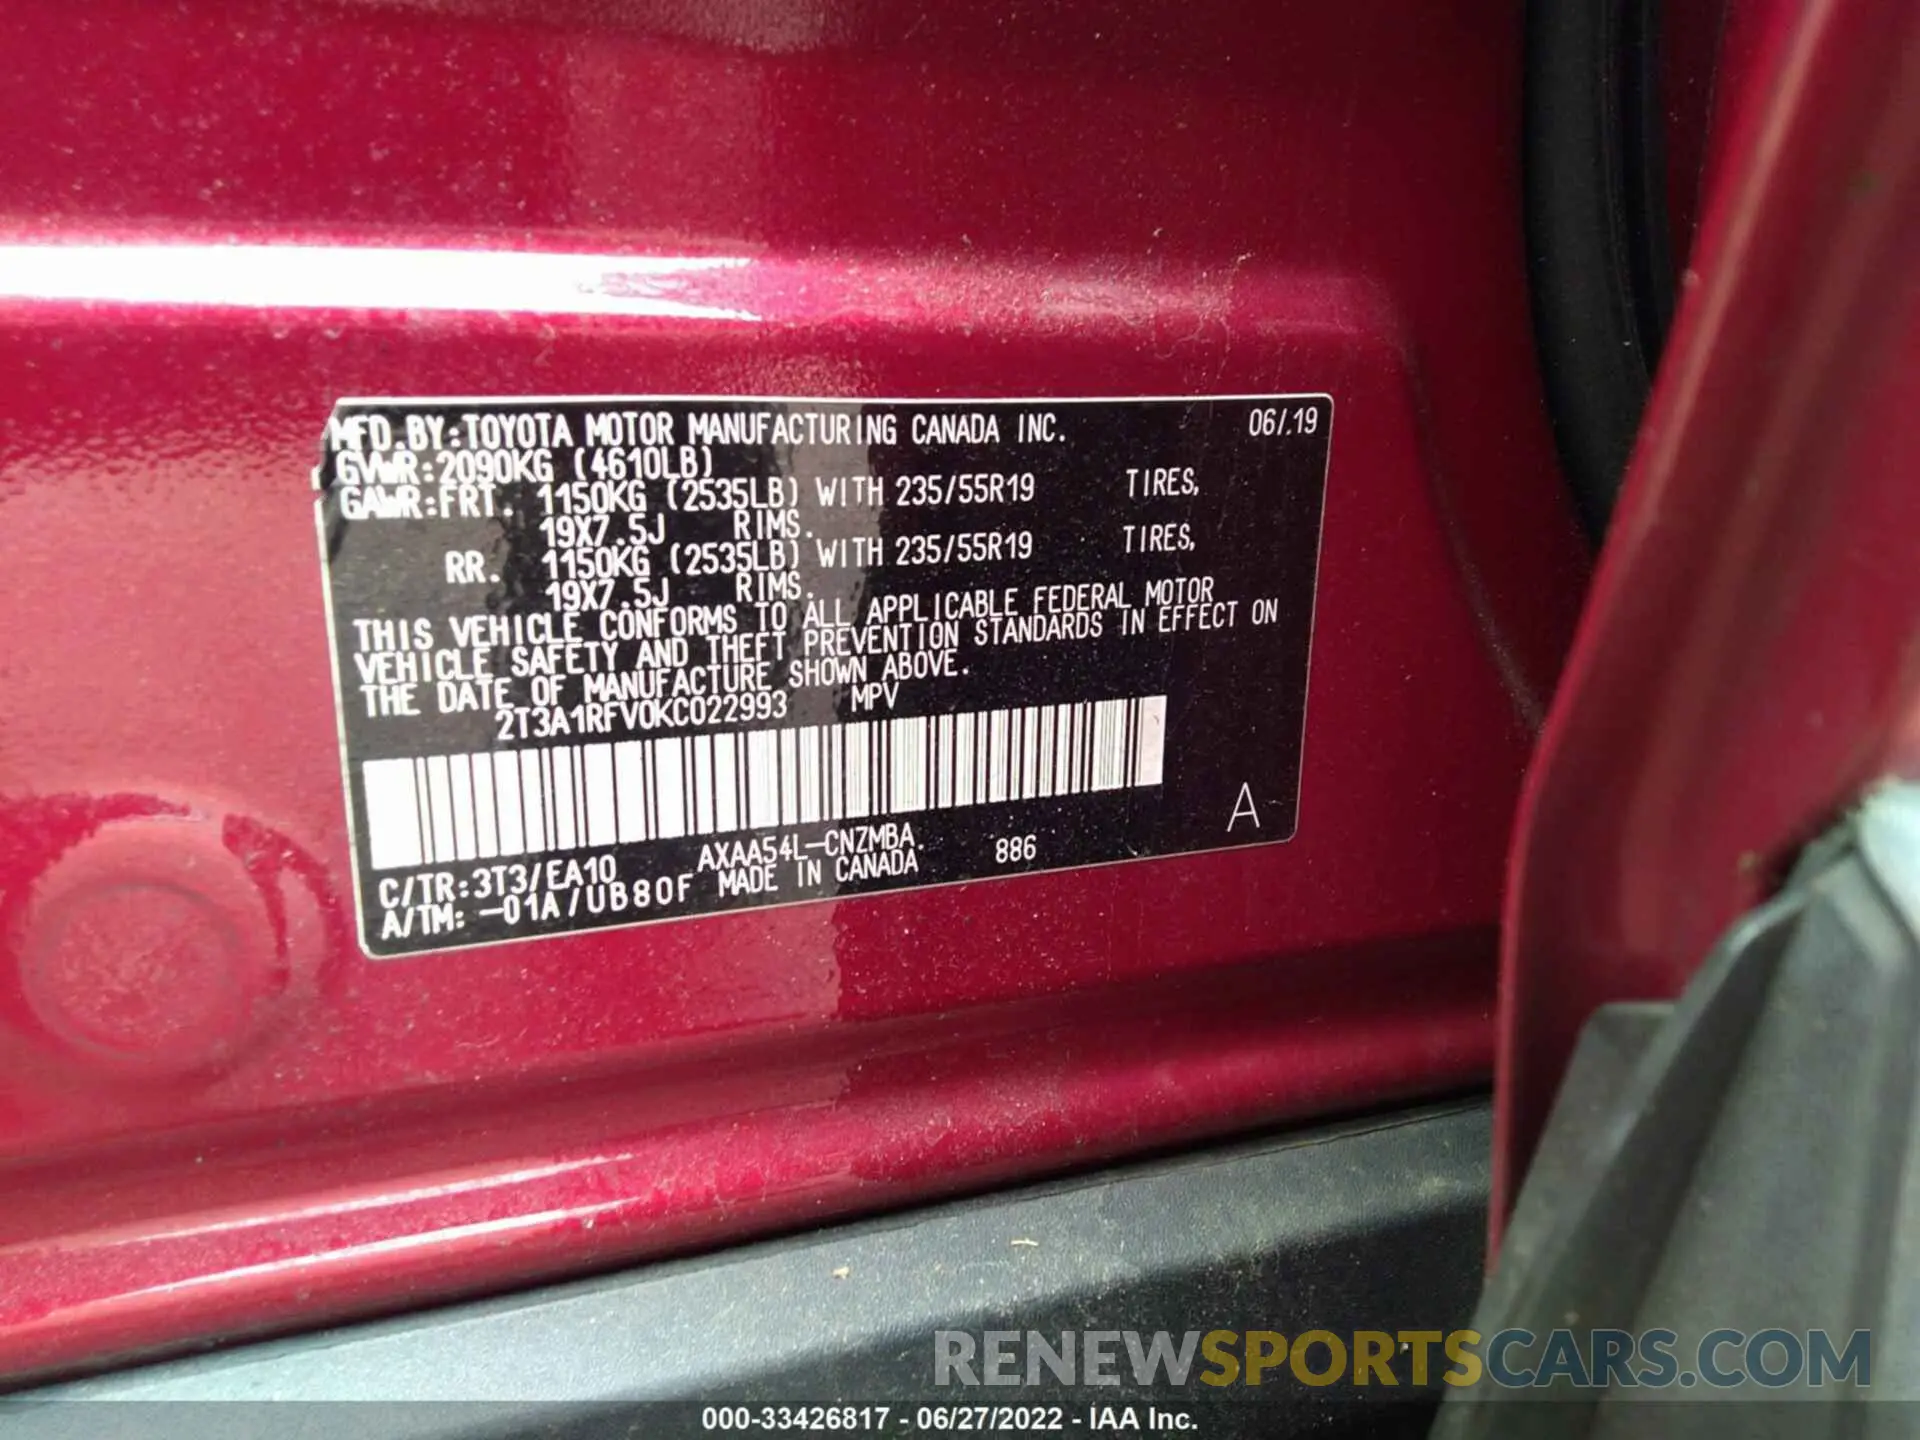 MFD.BY:TOYOTA MOTOR MANUFACTURING CANADA INC. 06/.19
GVWR:2090KG (4610LB)
GAWR:FRT. 1150KG (2535LB) WITH 235/55R19 TIRES,
19X7.5J RIMS.
RR. 1150KG (2535LB) WITH 235/55R19 TIRES,
19X7.5J RIMS.
THIS VEHICLE CONFORMS TO ALL APPLICABLE FEDERAL MOTOR
VEHICLE SAFETY AND THEFT PREVENTION STANDARDS IN EFFECT ON
THE DATE OF MANUFACTURE SHOWN ABOVE.
2T3A1RFV0KC022993 MPV
A
C/TR:3T3/EA10 AXAA54L-CNZMBA. 886
A/TM:-01A/UB80F MADE IN CANADA
RENEWSPORTSCARS.COM
000-33426817 - 06/27/2022 - IAA Inc.